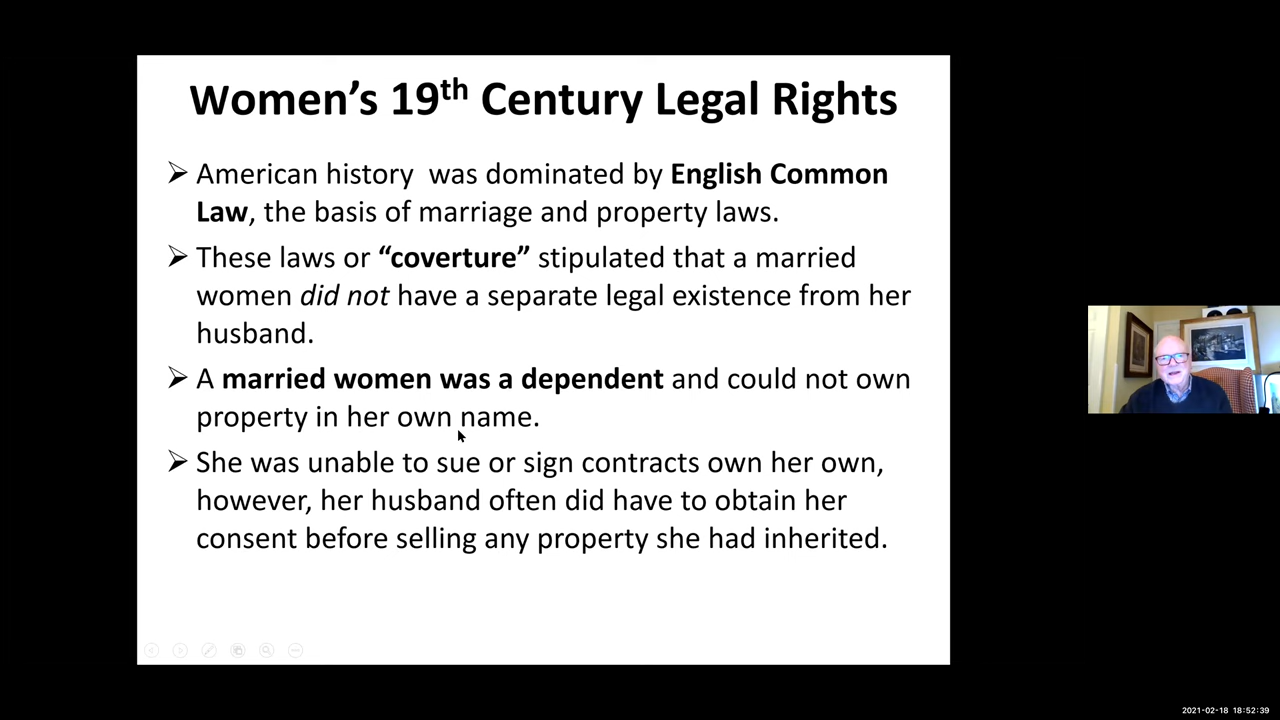 Women’s 19th Century Legal Rights
➢ American history  was dominated by English Common
Law, the basis of marriage and property laws.
➢ These laws or “coverture” stipulated that a married
women did not have a separate legal existence from her
husband.
➢ A married women was a dependent and could not own
property in her own name.
➢ She was unable to sue or sign contracts own her own,
however, her husband often did have to obtain her
consent before selling any property she had inherited.
2021-02-18 18:52:39